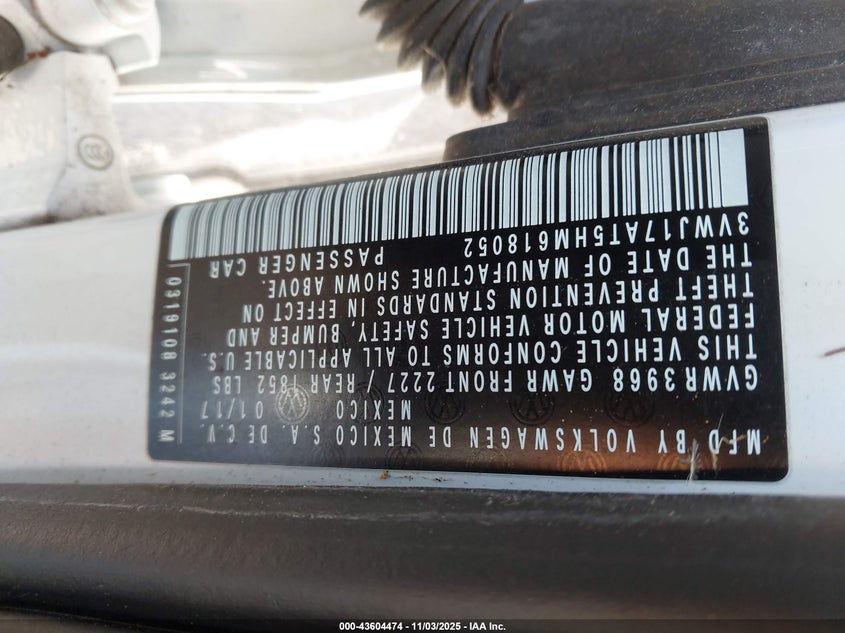 MFD BY VOLKSWAGEN DE MEXICO S.A. DE C.V.
MEXICO 01/17
GVWR3968 GAWR FRONT 2227 / REAR 1852 LBS
THIS VEHICLE CONFORMS TO ALL APPLICABLE U.S.
FEDERAL MOTOR VEHICLE SAFETY, BUMPER AND
THEFT PREVENTION STANDARDS IN EFFECT ON
THE DATE OF MANUFACTURE SHOWN ABOVE.
3VWJ17AT5HM618052 PASSENGER CAR
0319108 3242 M
000-43604474 - 11/03/2025 - IAA Inc.